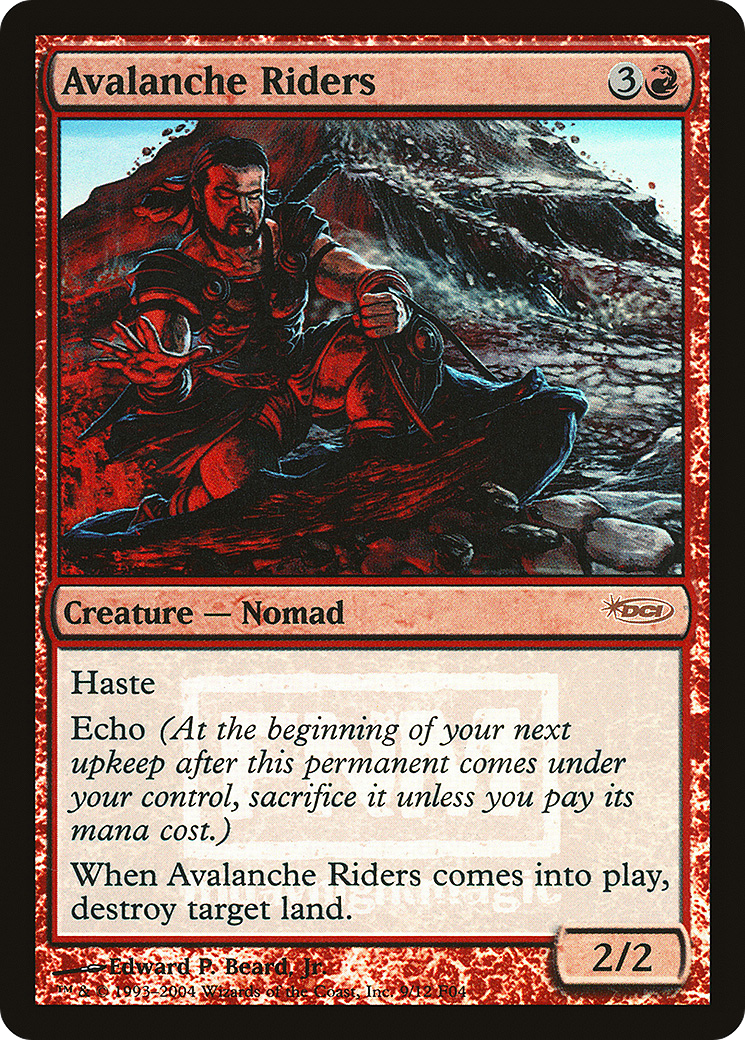 Avalanche Riders 3
Creature — Nomad DCI
Haste
Echo (At the beginning of your next
upkeep after this permanent comes under
your control, sacrifice it unless you pay its
mana cost.)
When Avalanche Riders comes into play,
destroy target land.
2/2
Edward P. Beard, Jr.
™ & © 1993–2004 Wizards of the Coast, Inc. 9/12 F04